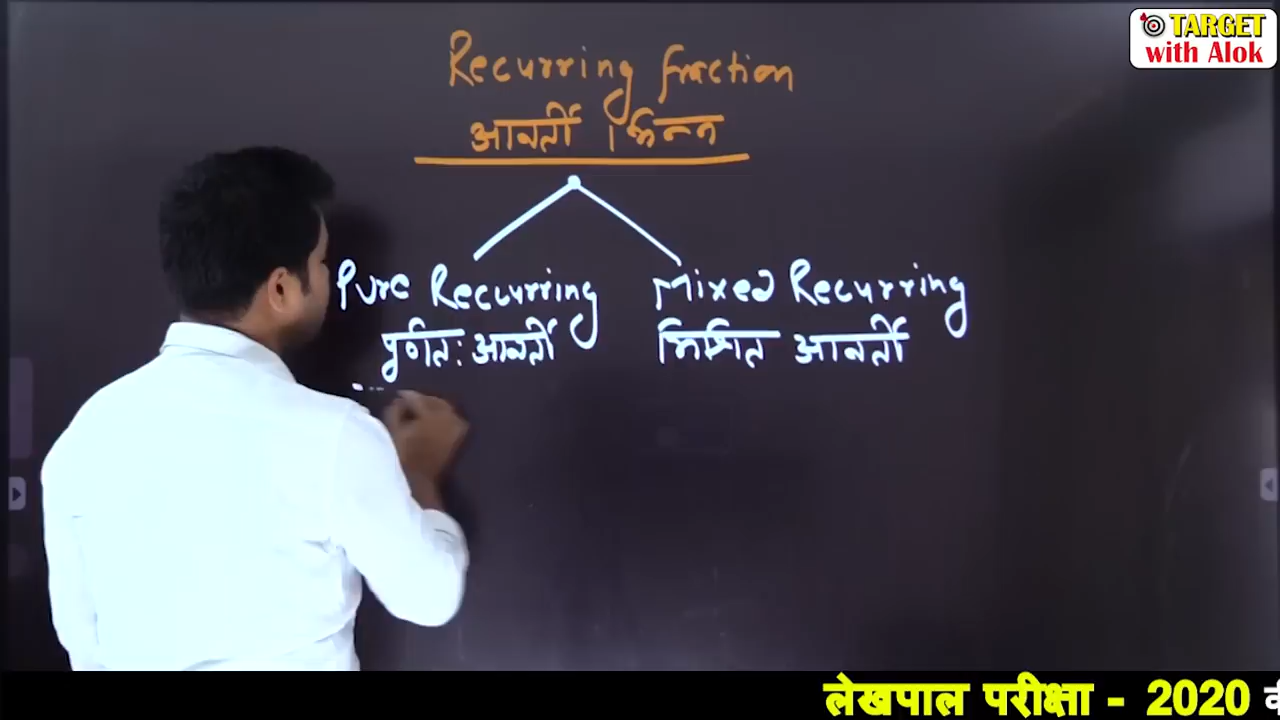 TARGET
with Alok
Recurring fraction
आवर्ती भिन्न
Pure Recurring
पूर्णत: आवर्ती
Mixed Recurring
मिश्रित आवर्ती
लेखपाल परीक्षा - 2020